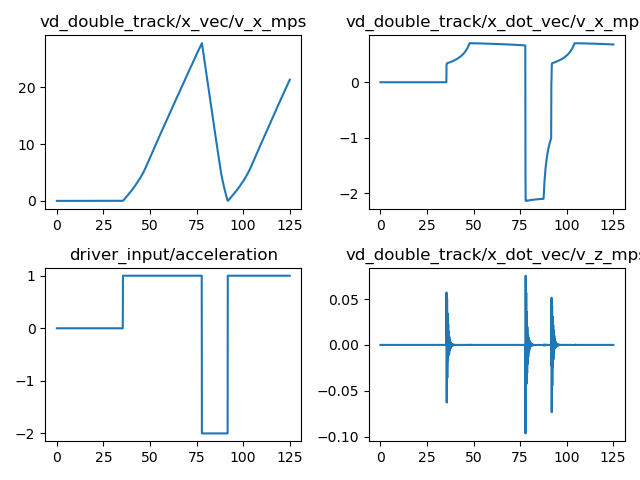 vd_double_track/x_vec/v_x_mps
vd_double_track/x_dot_vec/v_x_mp
20
10
0
0 25 50 75 100 125
0
−1
−2
0 25 50 75 100 125
driver_input/acceleration
vd_double_track/x_dot_vec/v_z_mps
1
0
−1
−2
0 25 50 75 100 125
0.05
0.00
−0.05
−0.10
0 25 50 75 100 125